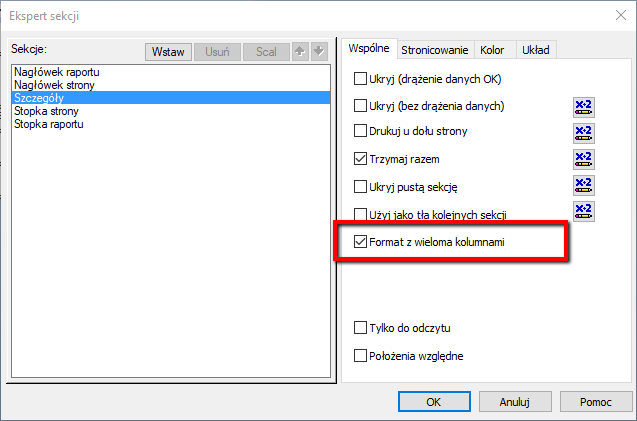 Ekspert sekcji
Sekcje:
Wstaw
Usuń
Scal
Nagłówek raportu
Nagłówek strony
Szczegóły
Stopka strony
Stopka raportu
Wspólne
Stronicowanie
Kolor
Układ
Ukryj (drążenie danych OK)
Ukryj (bez drążenia danych)
X+2
Drukuj u dołu strony
X+2
Trzymaj razem
X+2
Ukryj pustą sekcję
X+2
Użyj jako tła kolejnych sekcji
X+2
Format z wieloma kolumnami
Tylko do odczytu
Położenia względne
OK
Anuluj
Pomoc